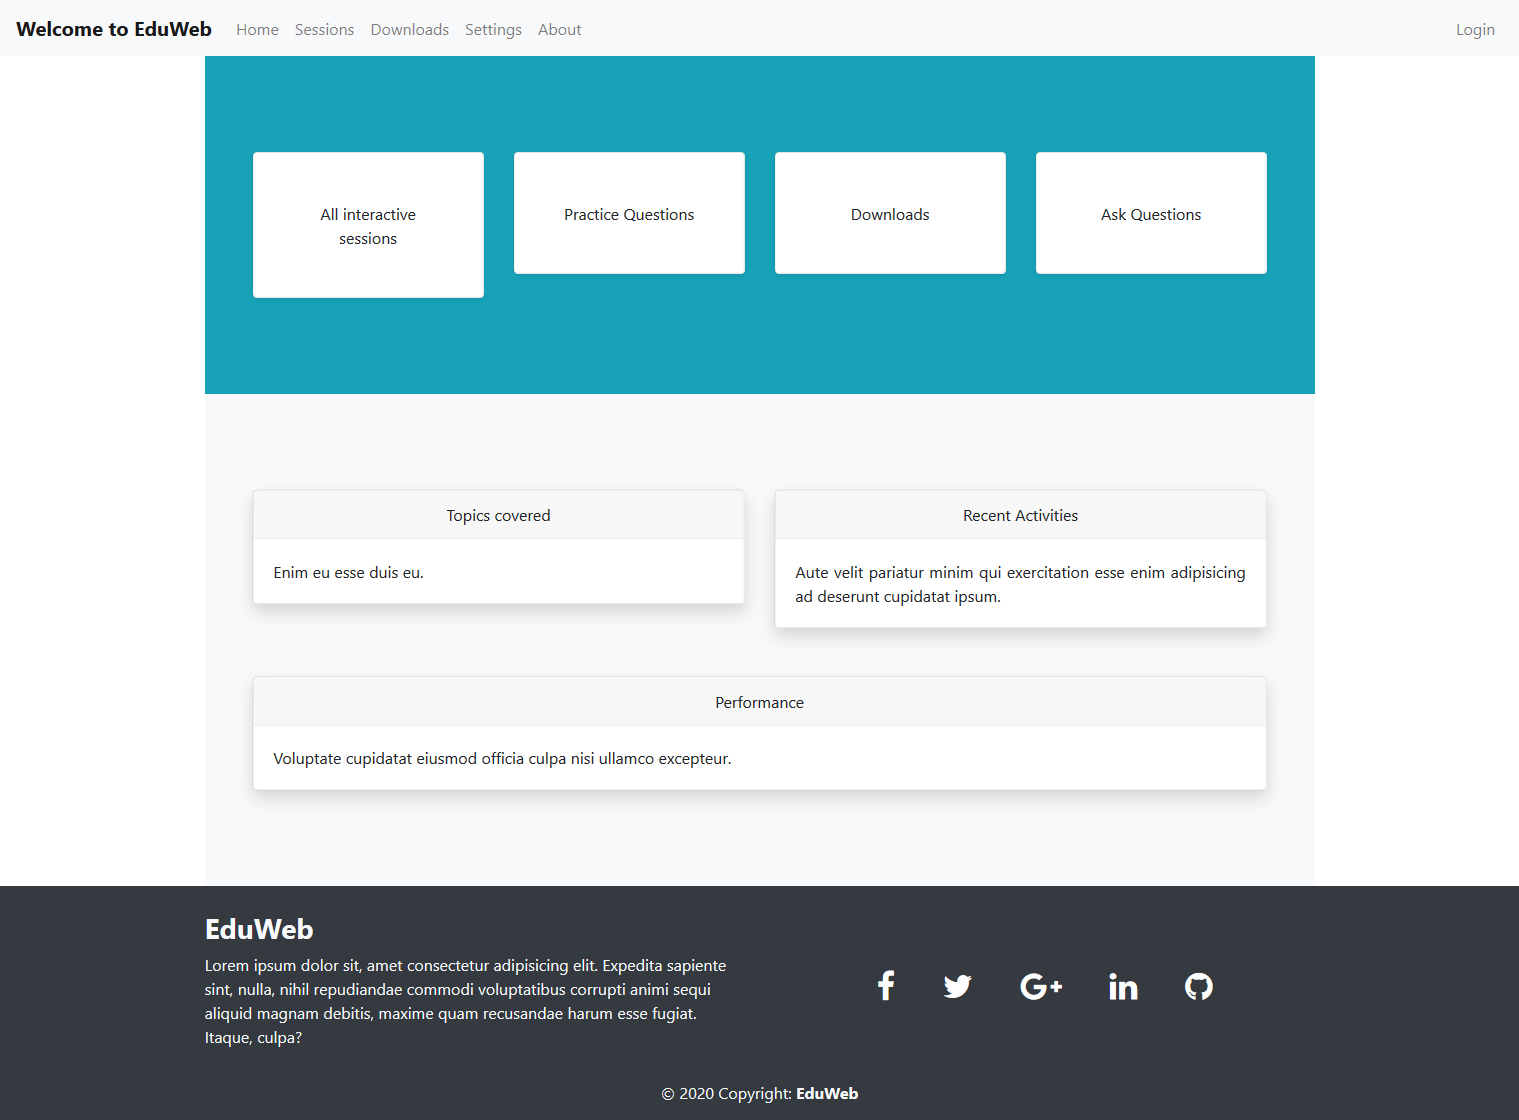 Welcome to EduWeb Home Sessions Downloads Settings About Login
All interactive
sessions
Practice Questions
Downloads
Ask Questions
Topics covered
Enim eu esse duis eu.
Recent Activities
Aute velit pariatur minim qui exercitation esse enim adipisicing
ad deserunt cupidatat ipsum.
Performance
Voluptate cupidatat eiusmod officia culpa nisi ullamco excepteur.
EduWeb
Lorem ipsum dolor sit, amet consectetur adipisicing elit. Expedita sapiente
sint, nulla, nihil repudiandae commodi voluptatibus corrupti animi sequi
aliquid magnam debitis, maxime quam recusandae harum esse fugiat.
Itaque, culpa?
© 2020 Copyright: EduWeb